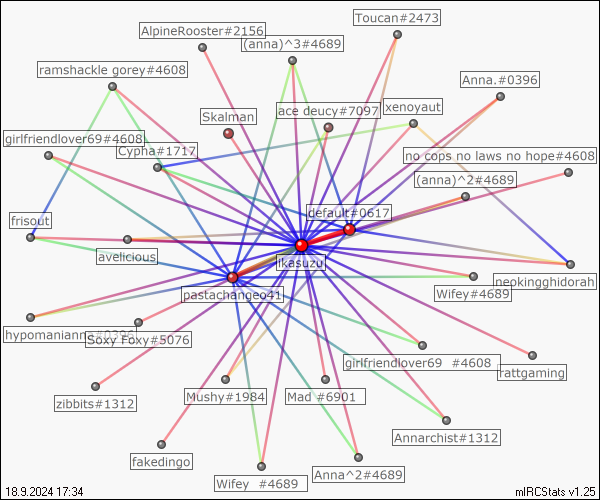 Toucan#2473
AlpineRooster#2156
(anna)^3#4689
ramshackle gorey#4608
Anna.#0396
Skalman
ace deucy#7097
xenoyaut
girlfriendlover69#4608
Cypha#1717
no cops no laws no hope#4608
(anna)^2#4689
frisout
default#0617
avelicious
Ikasuzu
neokingghidorah
pastachangeo41
Wifey#4689
hypomanianna#0396
Soxy Foxy#5076
girlfriendlover69 #4608
rattgaming
zibbits#1312
Mushy#1984
Mad #6901
Annarchist#1312
fakedingo
Wifey #4689
Anna^2#4689
18.9.2024 17:34
mIRCStats v1.25